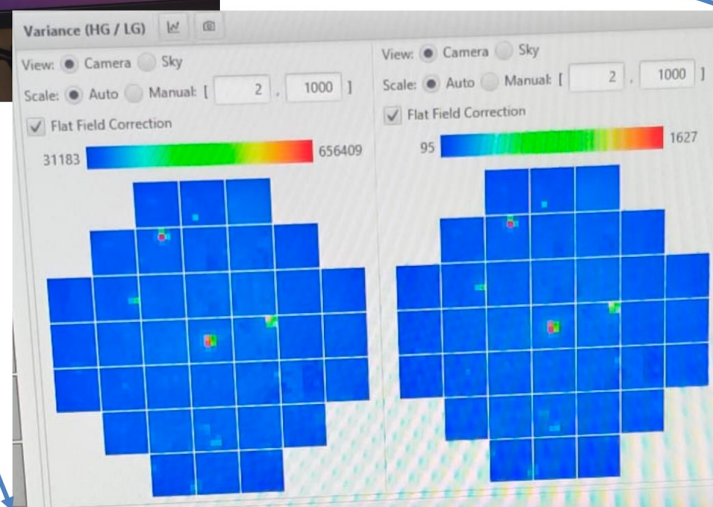 Variance (HG / LG)
View: Camera Sky
Scale: Auto Manual: [ 2 , 1000 ]
Flat Field Correction
31183 656409
View: Camera Sky
Scale: Auto Manual: [ 2 , 1000 ]
Flat Field Correction
95 1627